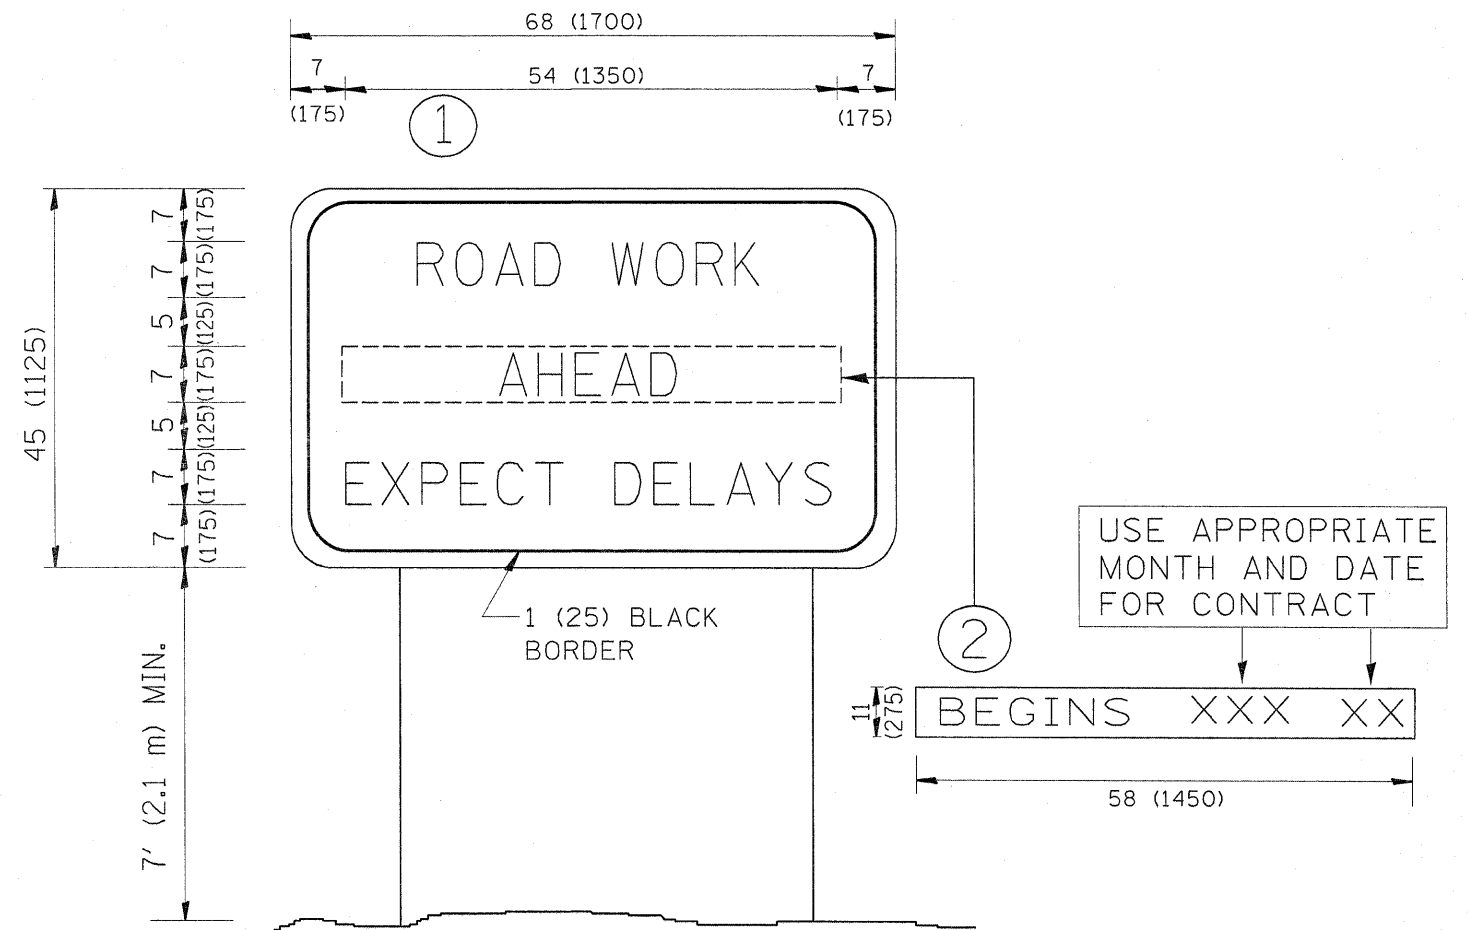 68 (1700)
7
54 (1350)
7
(175)
(175)
1
45 (1125)
7
(175)
7
(175)
5
(125)
7
(175)
5
(125)
7
(175)
7
(175)
ROAD WORK
AHEAD
EXPECT DELAYS
1 (25) BLACK
BORDER
7' (2.1 m) MIN.
2
USE APPROPRIATE
MONTH AND DATE
FOR CONTRACT
11
(275)
BEGINS XXX XX
58 (1450)